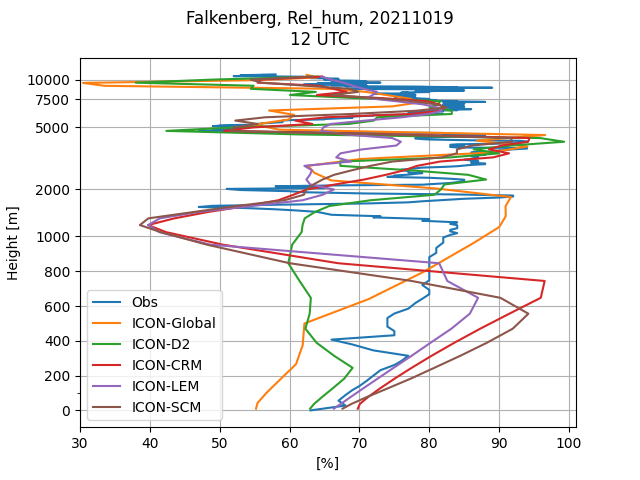 Falkenberg, Rel_hum, 20211019
12 UTC
10000
7500
5000
2000
1000
800
600
400
200
0
Height [m]
Obs
ICON-Global
ICON-D2
ICON-CRM
ICON-LEM
ICON-SCM
30 40 50 60 70 80 90 100
[%]